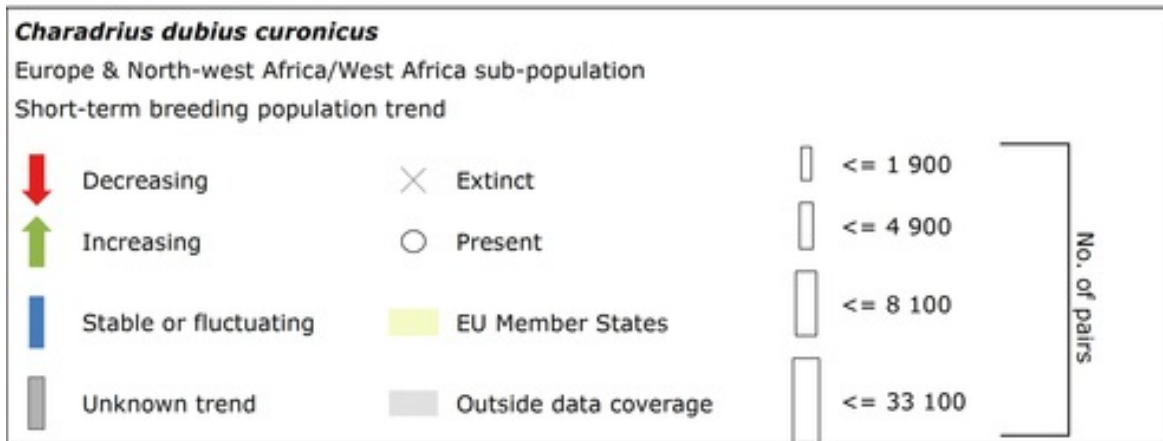 Charadrius dubius curonicus
Europe & North-west Africa/West Africa sub-population
Short-term breeding population trend
Decreasing
Increasing
Stable or fluctuating
Unknown trend
Extinct
Present
EU Member States
Outside data coverage
<= 1 900
<= 4 900
<= 8 100
<= 33 100
No. of pairs